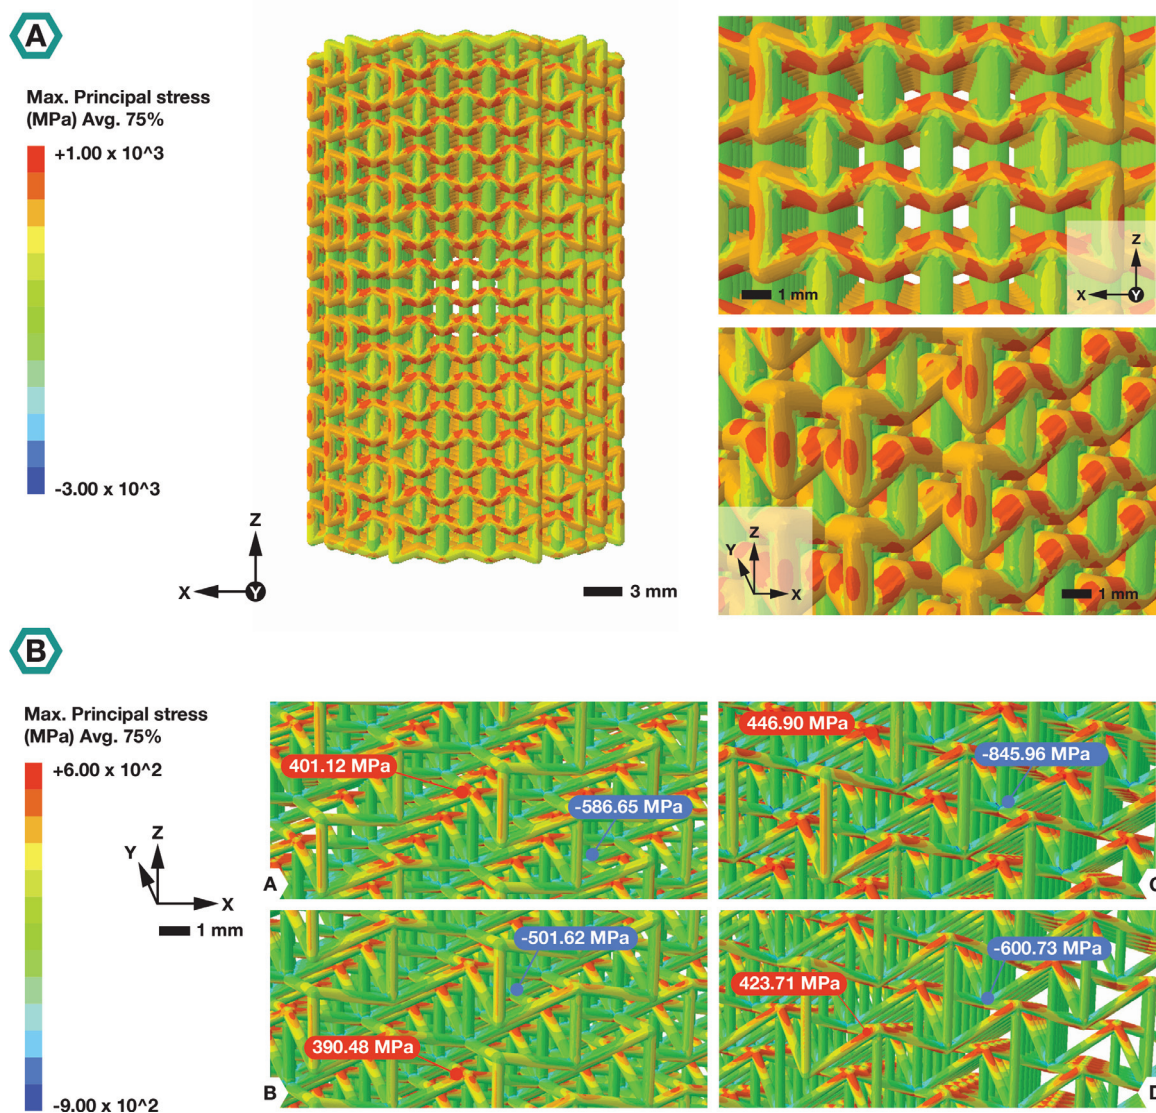 A
Max. Principal stress
(MPa) Avg. 75%
+1.00 x 10^3
-3.00 x 10^3
Z
X
Y
3 mm
1 mm
Z
X
Y
Y
Z
X
1 mm
B
Max. Principal stress
(MPa) Avg. 75%
+6.00 x 10^2
-9.00 x 10^2
Z
Y
X
1 mm
401.12 MPa
-586.65 MPa
A
446.90 MPa
-845.96 MPa
C
-501.62 MPa
390.48 MPa
B
-600.73 MPa
423.71 MPa
D